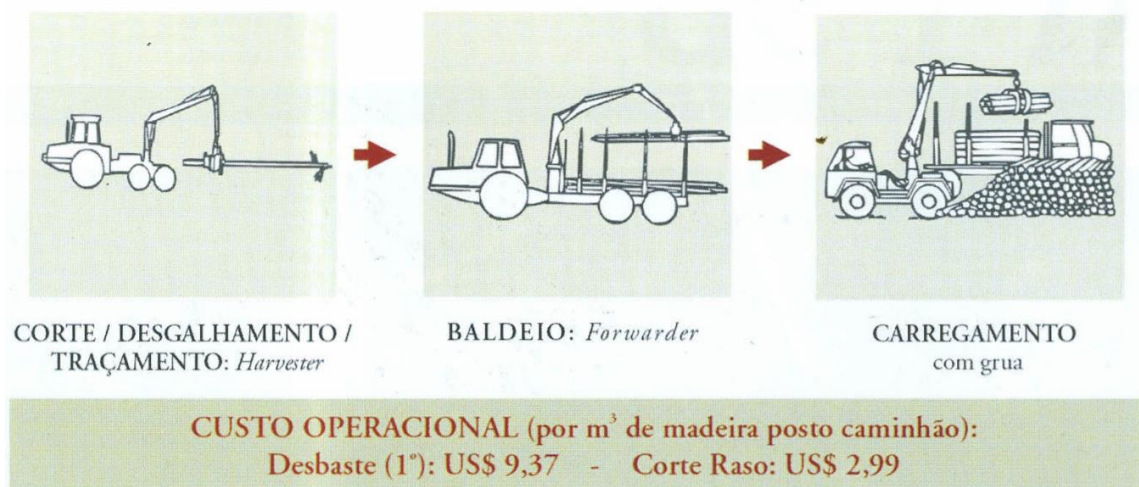 CORTE / DESGALHAMENTO /
TRAÇAMENTO: Harvester
BALDEIO: Forwarder
CARREGAMENTO
com grua
CUSTO OPERACIONAL (por m³ de madeira posto caminhão):
Desbaste (1º): US$ 9,37 - Corte Raso: US$ 2,99